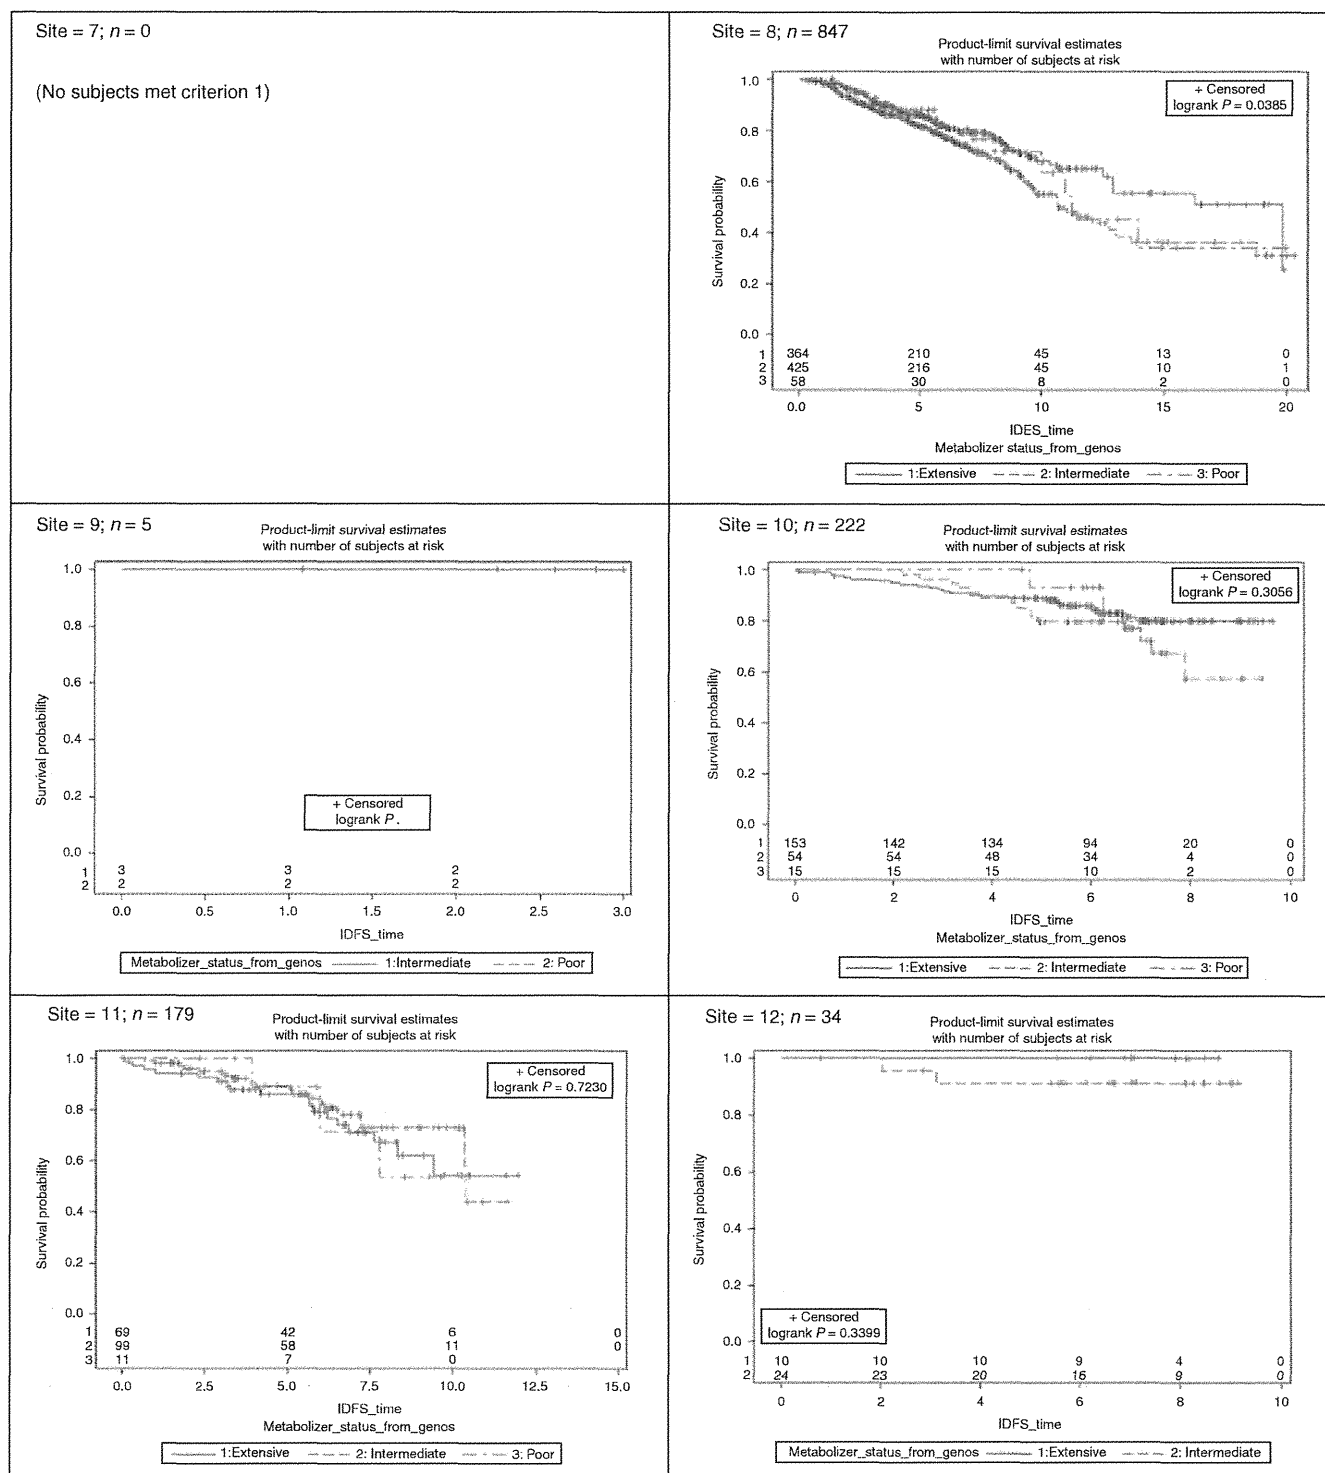 Site = 7; n = 0
(No subjects met criterion 1)
Site = 8; n = 847
Product-limit survival estimates
with number of subjects at risk
+ Censored
logrank P = 0.0385
1.0
0.8
0.6
0.4
0.2
0.0
Survival probability
1 364 210 45 13 0
2 425 216 45 10 1
3 58 30 8 2 0
0.0 5 10 15 20
IDES_time
Metabolizer status_from_genos
1:Extensive 2: Intermediate 3: Poor
Site = 9; n = 5
Product-limit survival estimates
with number of subjects at risk
1.0
0.8
0.6
0.4
0.2
0.0
Survival probability
+ Censored
logrank P .
1 3 3 2
2 2 2 2
0.0 0.5 1.0 1.5 2.0 2.5 3.0
IDFS_time
Metabolizer_status_from_genos 1:Intermediate 2: Poor
Site = 10; n = 222
Product-limit survival estimates
with number of subjects at risk
+ Censored
logrank P = 0.3056
1.0
0.8
0.6
0.4
0.2
0.0
Survival probability
1 153 142 134 94 20 0
2 54 54 48 34 4 0
3 15 15 15 10 2 0
0 2 4 6 8 10
IDFS_time
Metabolizer_status_from_genos
1:Extensive 2: Intermediate 3: Poor
Site = 11; n = 179
Product-limit survival estimates
with number of subjects at risk
+ Censored
logrank P = 0.7230
1.0
0.8
0.6
0.4
0.2
0.0
Survival probability
1 69 42 6 0
2 99 58 11 0
3 11 7 0
0.0 2.5 5.0 7.5 10.0 12.5 15.0
IDFS_time
Metabolizer_status_from_genos
1:Extensive 2: Intermediate 3: Poor
Site = 12; n = 34
Product-limit survival estimates
with number of subjects at risk
1.0
0.8
0.6
0.4
0.2
0.0
Survival probability
+ Censored
logrank P = 0.3399
1 10 10 10 9 4 0
2 24 23 20 16 9 0
0 2 4 6 8 10
IDFS_time
Metabolizer_status_from_genos 1:Extensive 2: Intermediate